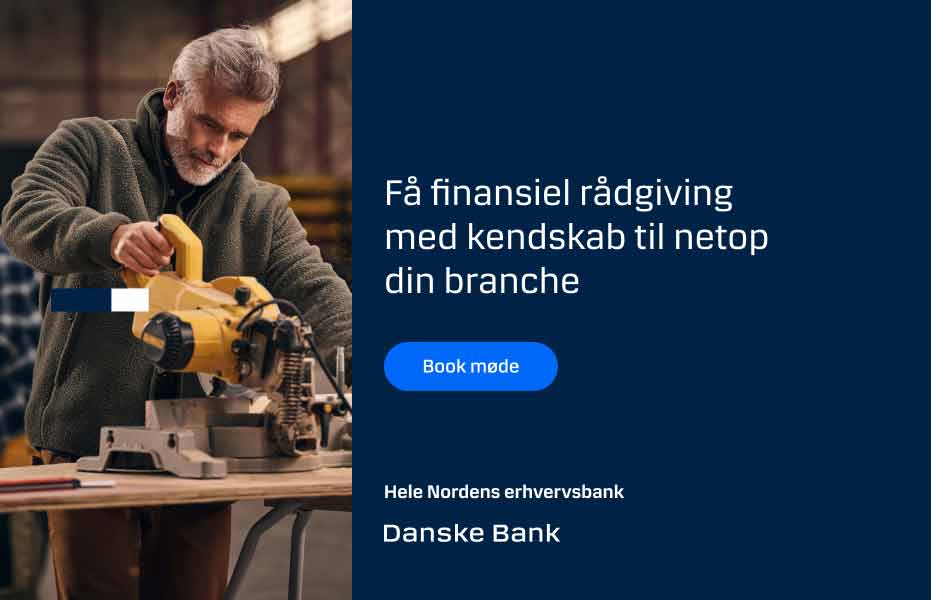 Få finansiel rådgiving
med kendskab til netop
din branche
Book møde
Hele Nordens erhvervsbank
Danske Bank